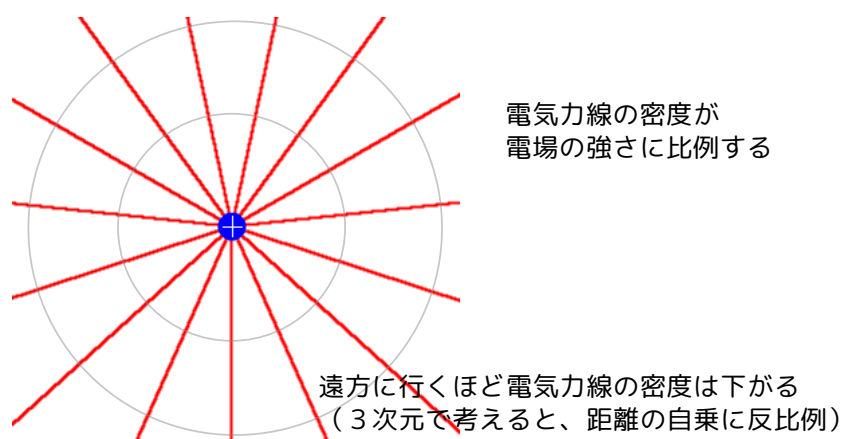 電気力線の密度が
電場の強さに比例する
遠方に行くほど電気力線の密度は下がる
（３次元で考えると、距離の自乗に反比例）